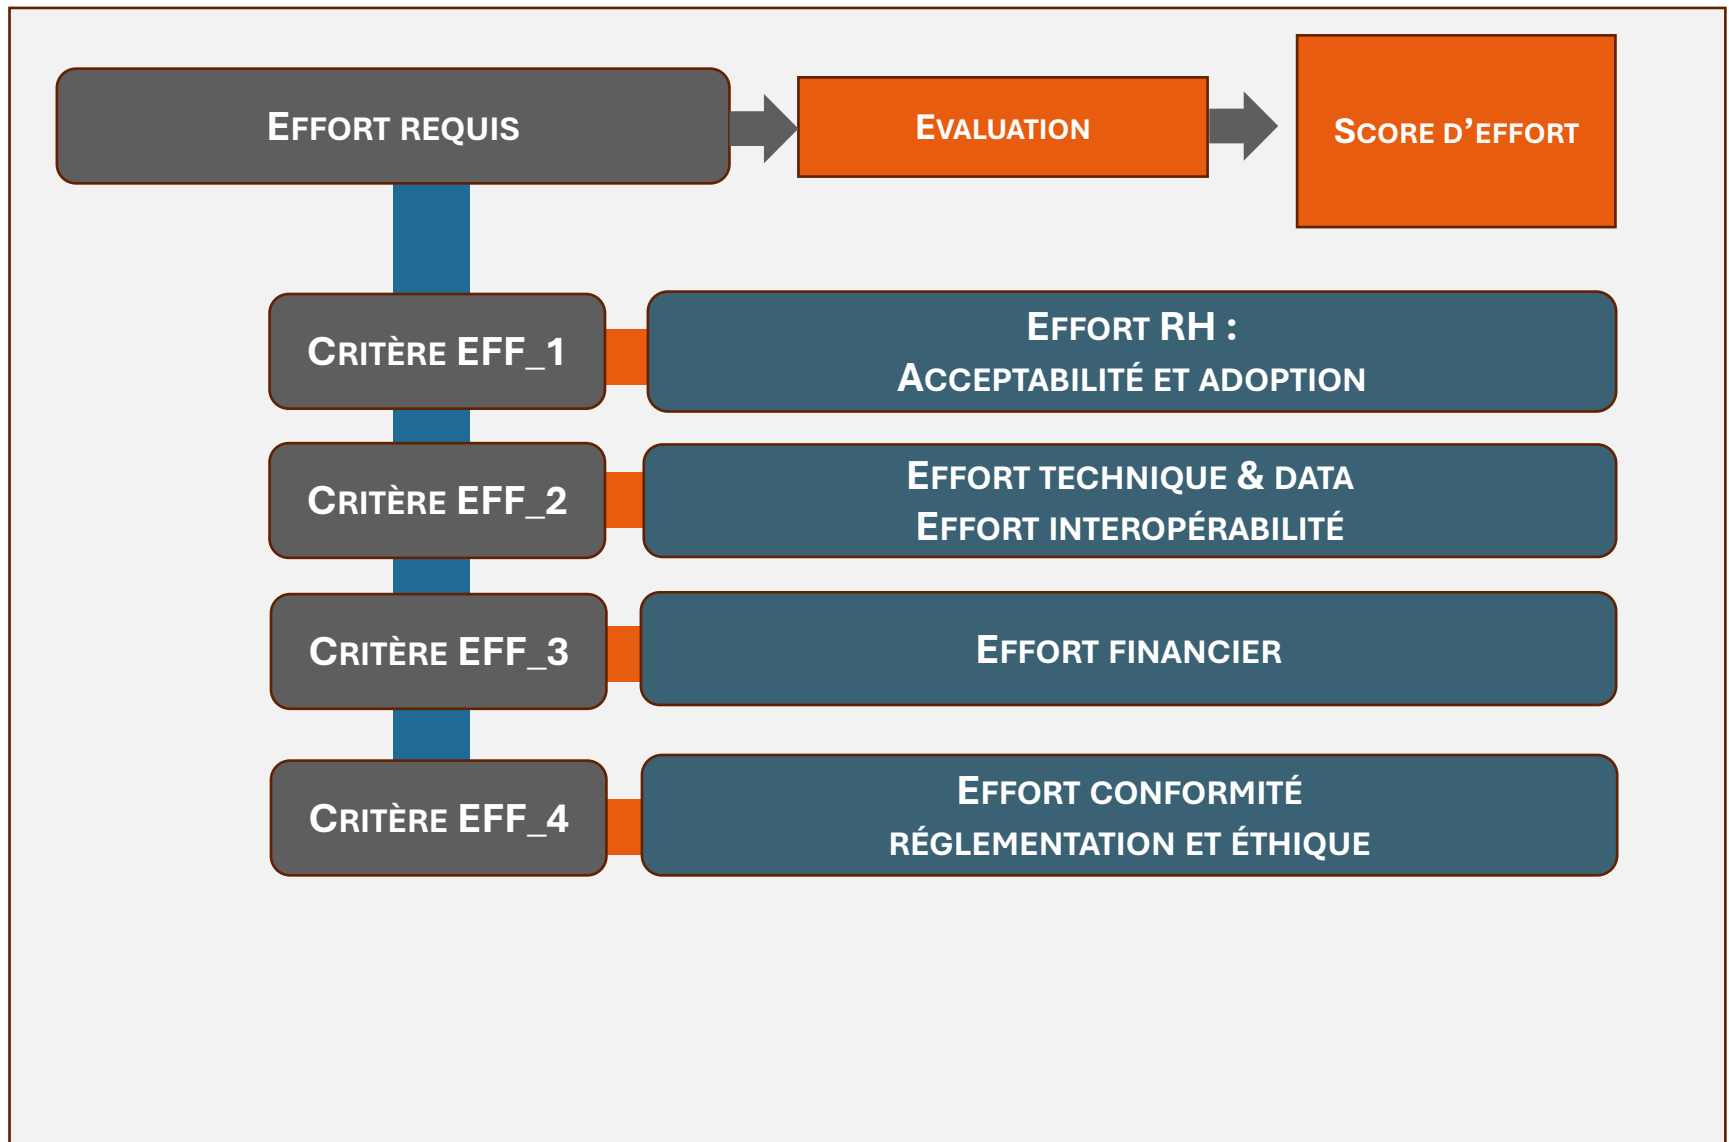 Effort requis
Evaluation
Score d’effort
Critère EFF_1
Effort RH :
Acceptabilité et adoption
Critère EFF_2
Effort technique & data
Effort interopérabilité
Critère EFF_3
Effort financier
Critère EFF_4
Effort conformité
réglementation et éthique